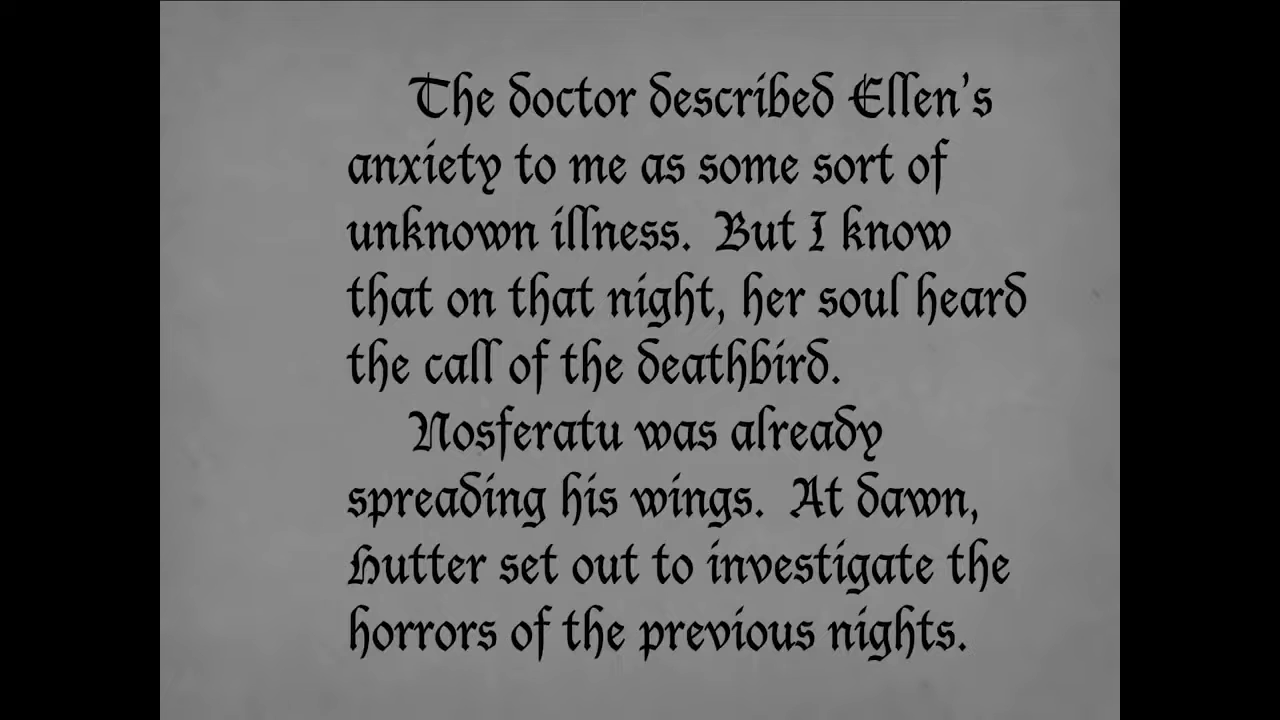 The doctor described Ellen's
anxiety to me as some sort of
unknown illness. But I know
that on that night, her soul heard
the call of the deathbird.
Nosferatu was already
spreading his wings. At dawn,
Hutter set out to investigate the
horrors of the previous nights.